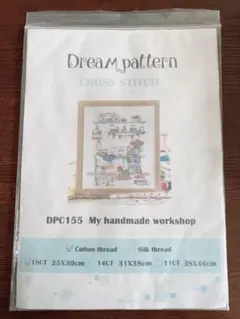 Dream pattern
CROSS STITCH
DPC155 My handmade workshop
✓ Cotton thread Silk thread
✓18CT 25X30cm 14CT 31X38cm 11CT 38X46cm